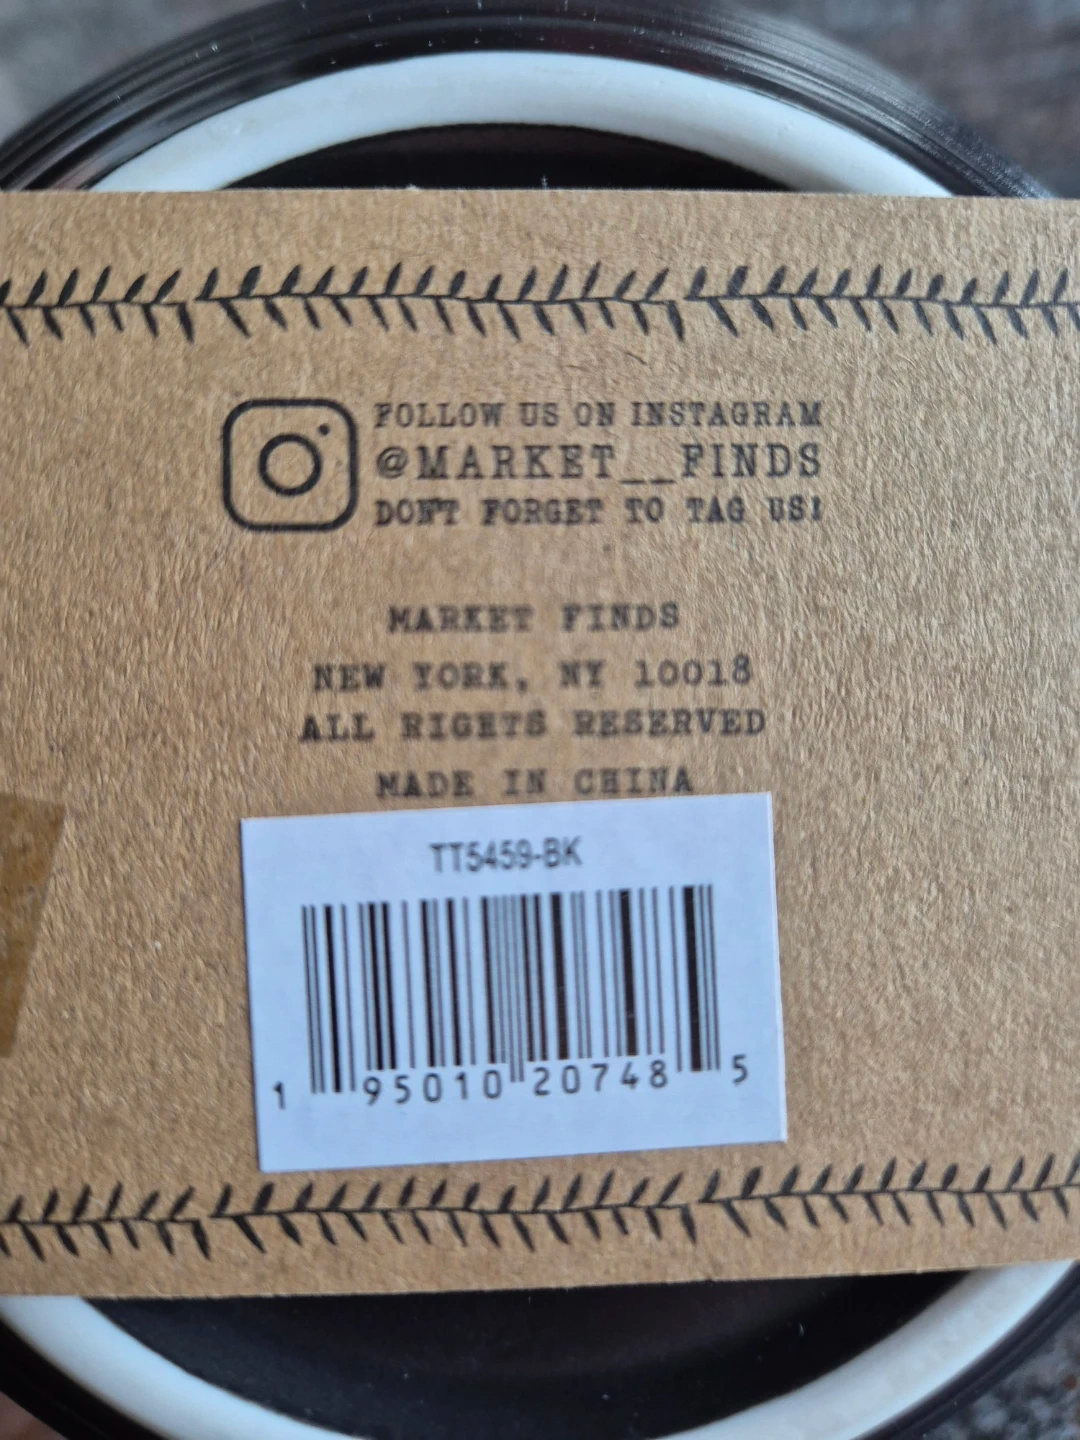 FOLLOW US ON INSTAGRAM
@MARKET__FINDS
DON'T FORGET TO TAG US!
MARKET FINDS
NEW YORK, NY 10018
ALL RIGHTS RESERVED
MADE IN CHINA
TT5459-BK
1 95010 20748 5